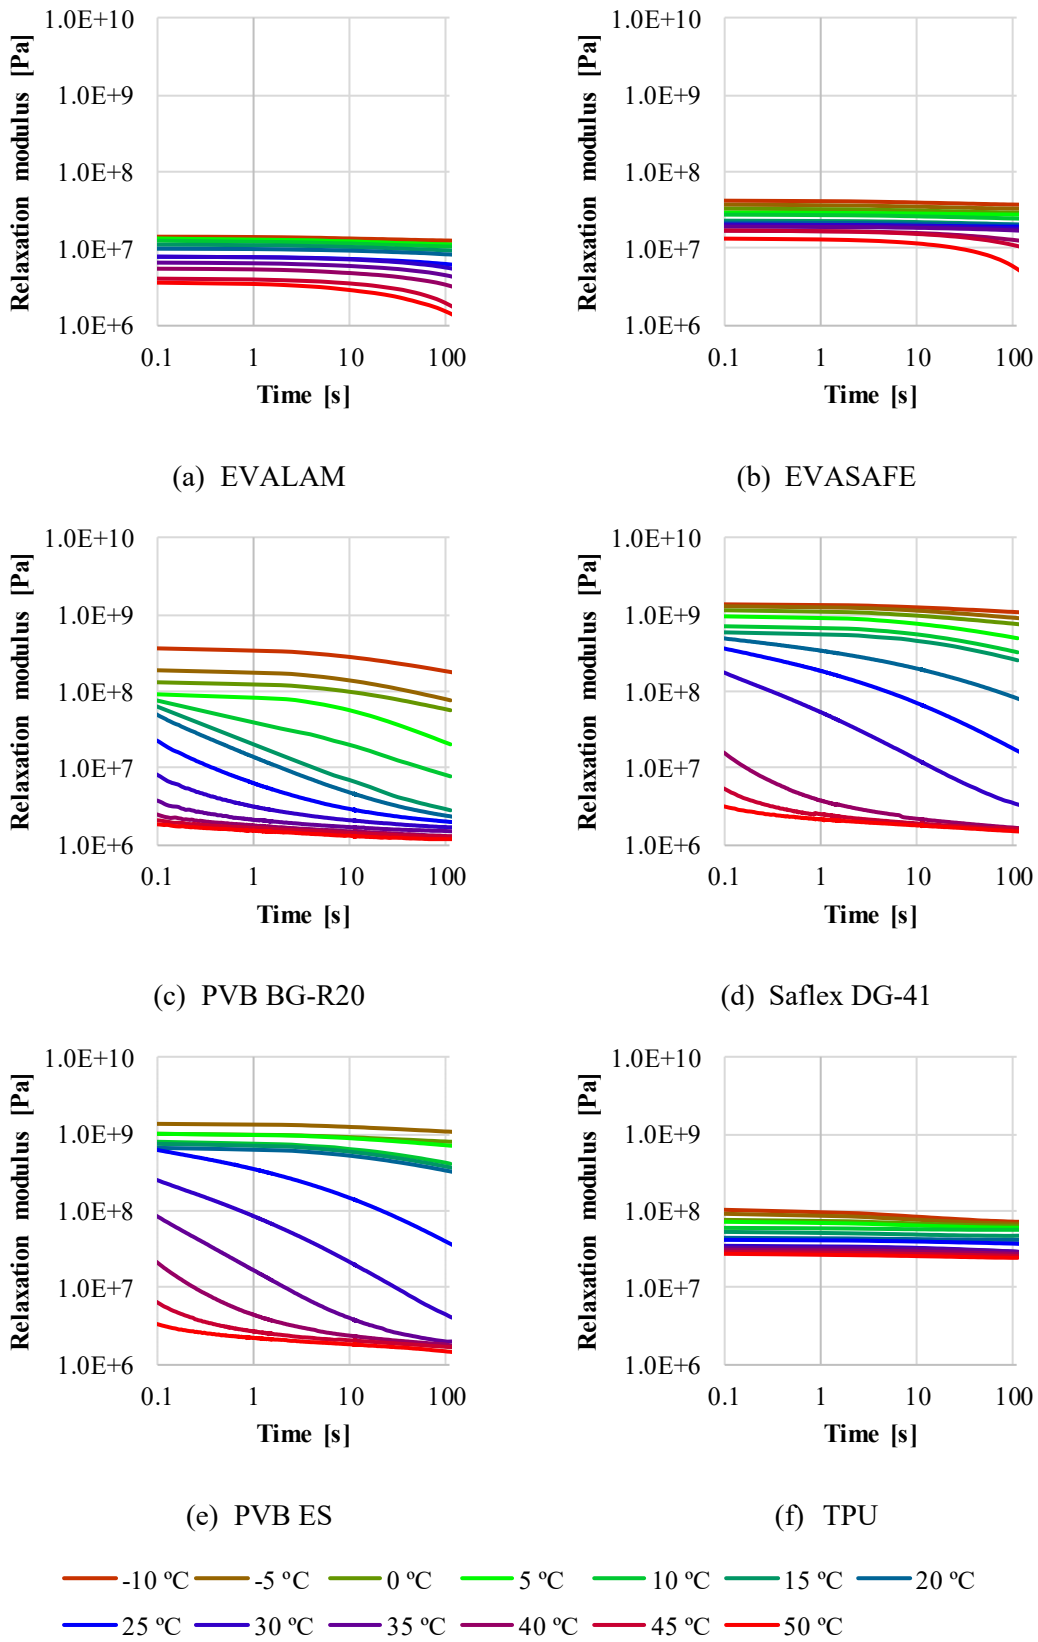 1.0E+10
1.0E+9
1.0E+8
1.0E+7
1.0E+6
Relaxation modulus [Pa]
0.1 1 10 100
Time [s]
(a) EVALAM
1.0E+10
1.0E+9
1.0E+8
1.0E+7
1.0E+6
Relaxation modulus [Pa]
0.1 1 10 100
Time [s]
(b) EVASAFE
1.0E+10
1.0E+9
1.0E+8
1.0E+7
1.0E+6
Relaxation modulus [Pa]
0.1 1 10 100
Time [s]
(c) PVB BG-R20
1.0E+10
1.0E+9
1.0E+8
1.0E+7
1.0E+6
Relaxation modulus [Pa]
0.1 1 10 100
Time [s]
(d) Saflex DG-41
1.0E+10
1.0E+9
1.0E+8
1.0E+7
1.0E+6
Relaxation modulus [Pa]
0.1 1 10 100
Time [s]
(e) PVB ES
1.0E+10
1.0E+9
1.0E+8
1.0E+7
1.0E+6
Relaxation modulus [Pa]
0.1 1 10 100
Time [s]
(f) TPU
-10 ºC -5 ºC 0 ºC 5 ºC 10 ºC 15 ºC 20 ºC
25 ºC 30 ºC 35 ºC 40 ºC 45 ºC 50 ºC